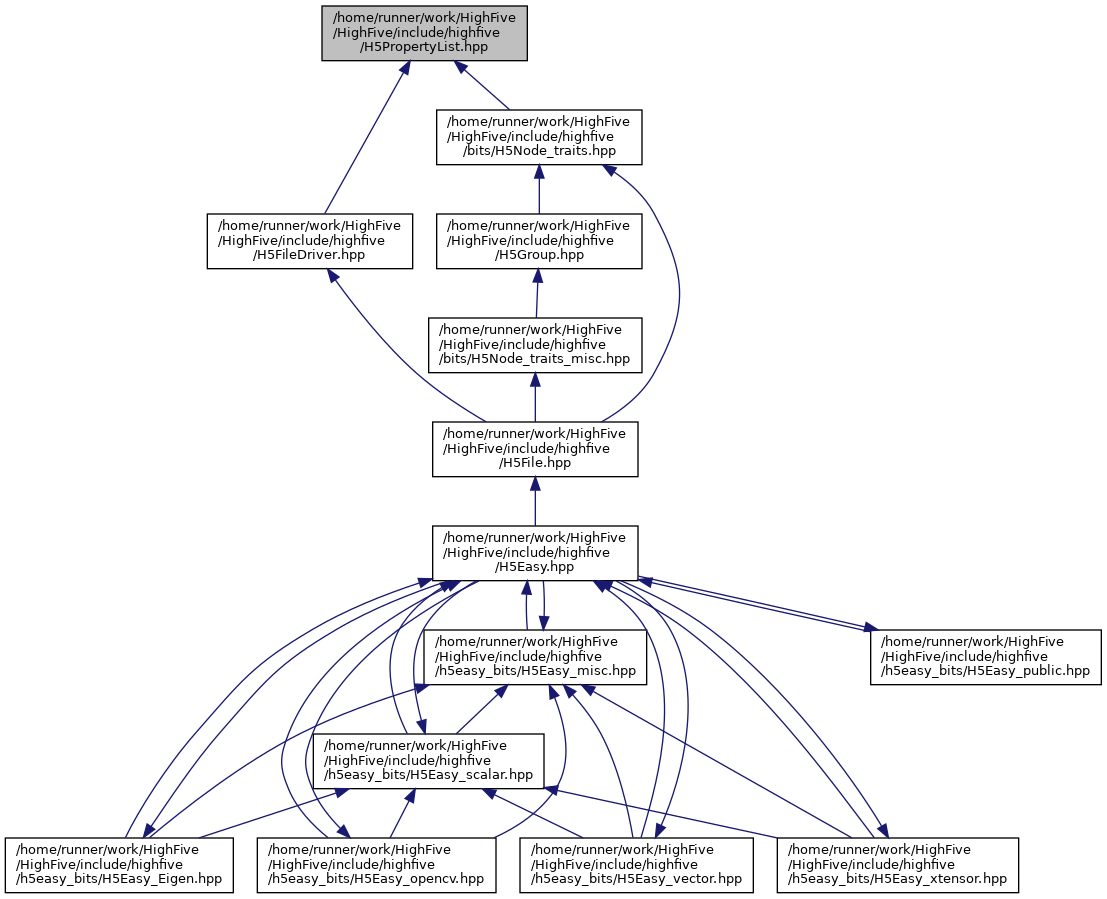 /home/runner/work/HighFive
/HighFive/include/highfive
/H5PropertyList.hpp
/home/runner/work/HighFive
/HighFive/include/highfive
/bits/H5Node_traits.hpp
/home/runner/work/HighFive
/HighFive/include/highfive
/H5FileDriver.hpp
/home/runner/work/HighFive
/HighFive/include/highfive
/H5Group.hpp
/home/runner/work/HighFive
/HighFive/include/highfive
/bits/H5Node_traits_misc.hpp
/home/runner/work/HighFive
/HighFive/include/highfive
/H5File.hpp
/home/runner/work/HighFive
/HighFive/include/highfive
/H5Easy.hpp
/home/runner/work/HighFive
/HighFive/include/highfive
/h5easy_bits/H5Easy_misc.hpp
/home/runner/work/HighFive
/HighFive/include/highfive
/h5easy_bits/H5Easy_public.hpp
/home/runner/work/HighFive
/HighFive/include/highfive
/h5easy_bits/H5Easy_scalar.hpp
/home/runner/work/HighFive
/HighFive/include/highfive
/h5easy_bits/H5Easy_Eigen.hpp
/home/runner/work/HighFive
/HighFive/include/highfive
/h5easy_bits/H5Easy_opencv.hpp
/home/runner/work/HighFive
/HighFive/include/highfive
/h5easy_bits/H5Easy_vector.hpp
/home/runner/work/HighFive
/HighFive/include/highfive
/h5easy_bits/H5Easy_xtensor.hpp